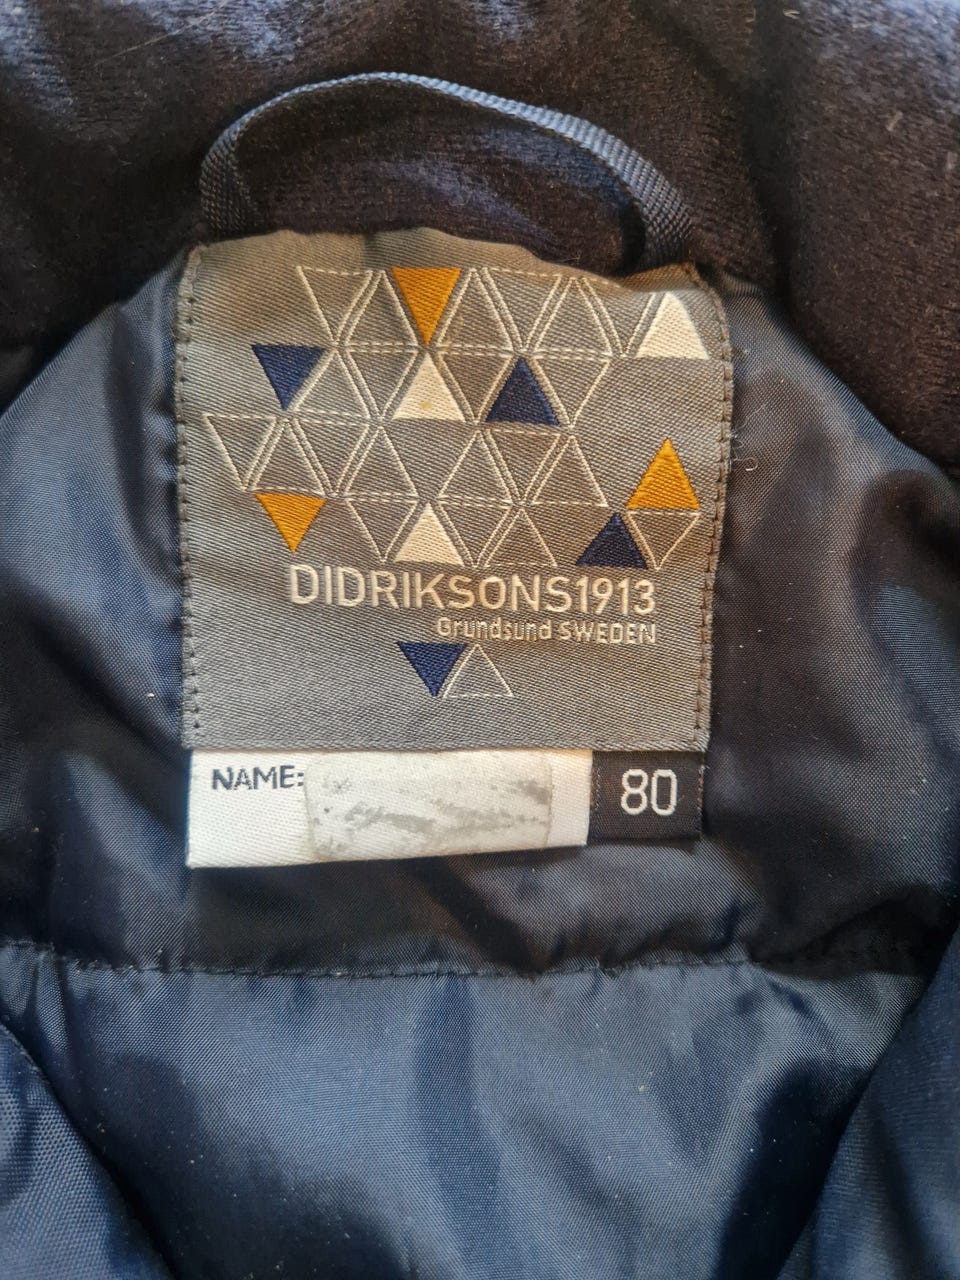 DIDRIKSONS1913
Grundsund SWEDEN
NAME:
80